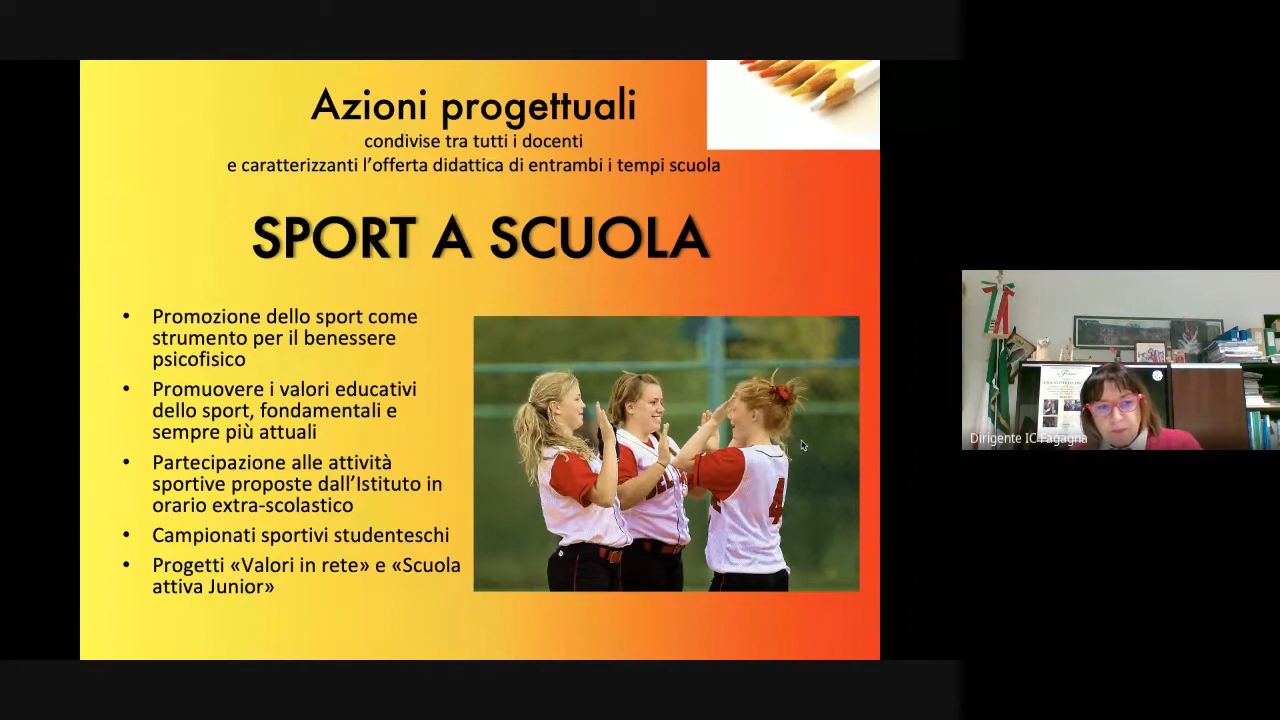 Azioni progettuali
condivise tra tutti i docenti
e caratterizzanti l’offerta didattica di entrambi i tempi scuola
SPORT A SCUOLA
• Promozione dello sport come
strumento per il benessere
psicofisico
• Promuovere i valori educativi
dello sport, fondamentali e
sempre più attuali
• Partecipazione alle attività
sportive proposte dall’Istituto in
orario extra-scolastico
• Campionati sportivi studenteschi
• Progetti «Valori in rete» e «Scuola
attiva Junior»
4
Dirigente IC Fagagna